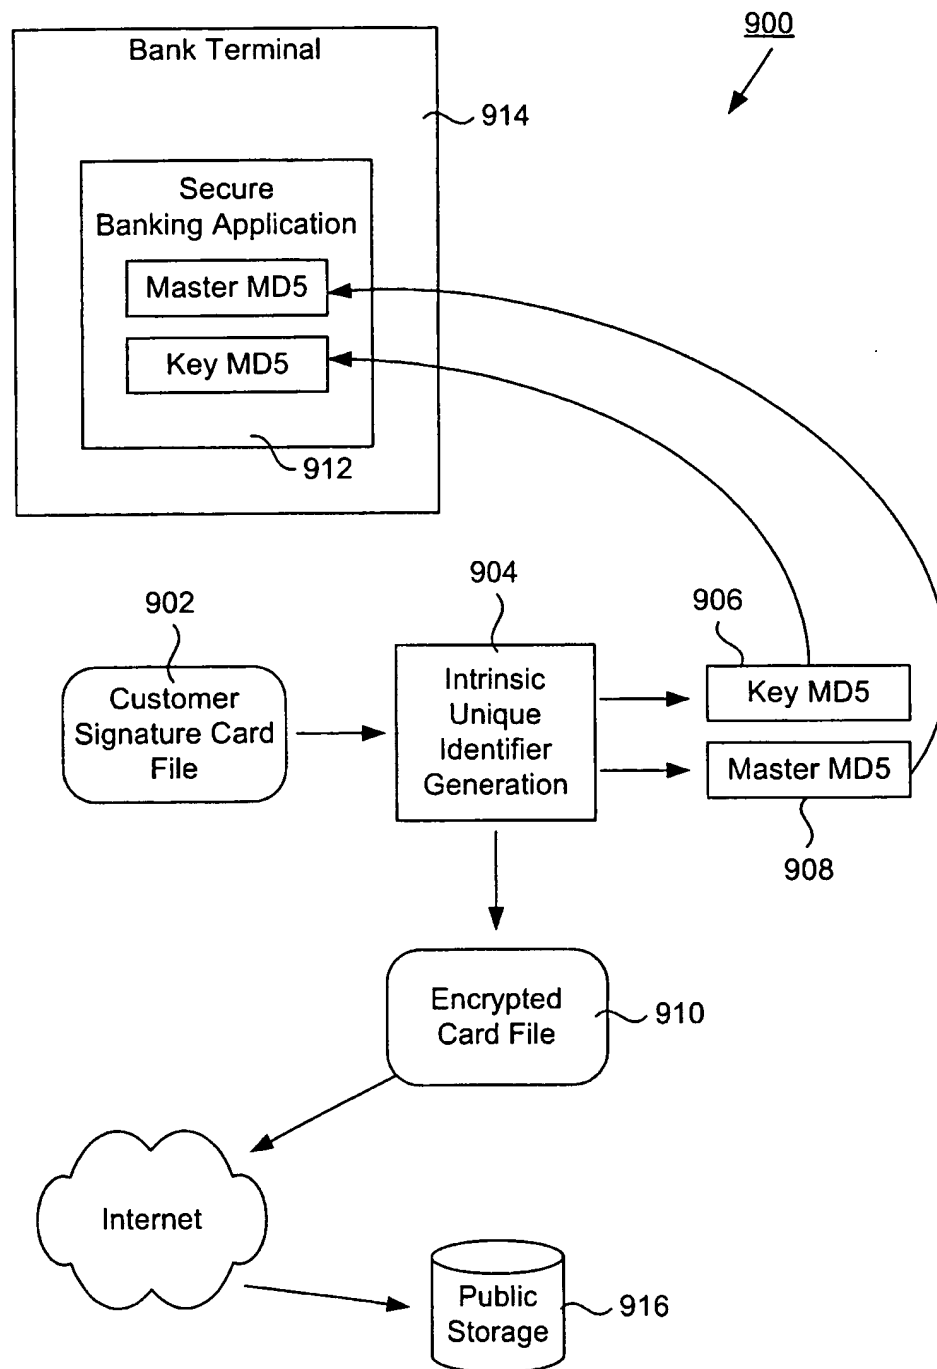 900
Bank Terminal
914
Secure
Banking Application
Master MD5
Key MD5
912
902
904
906
Customer
Signature Card
File
Intrinsic
Unique
Identifier
Generation
Key MD5
Master MD5
908
Encrypted
Card File
910
Internet
Public
Storage
916